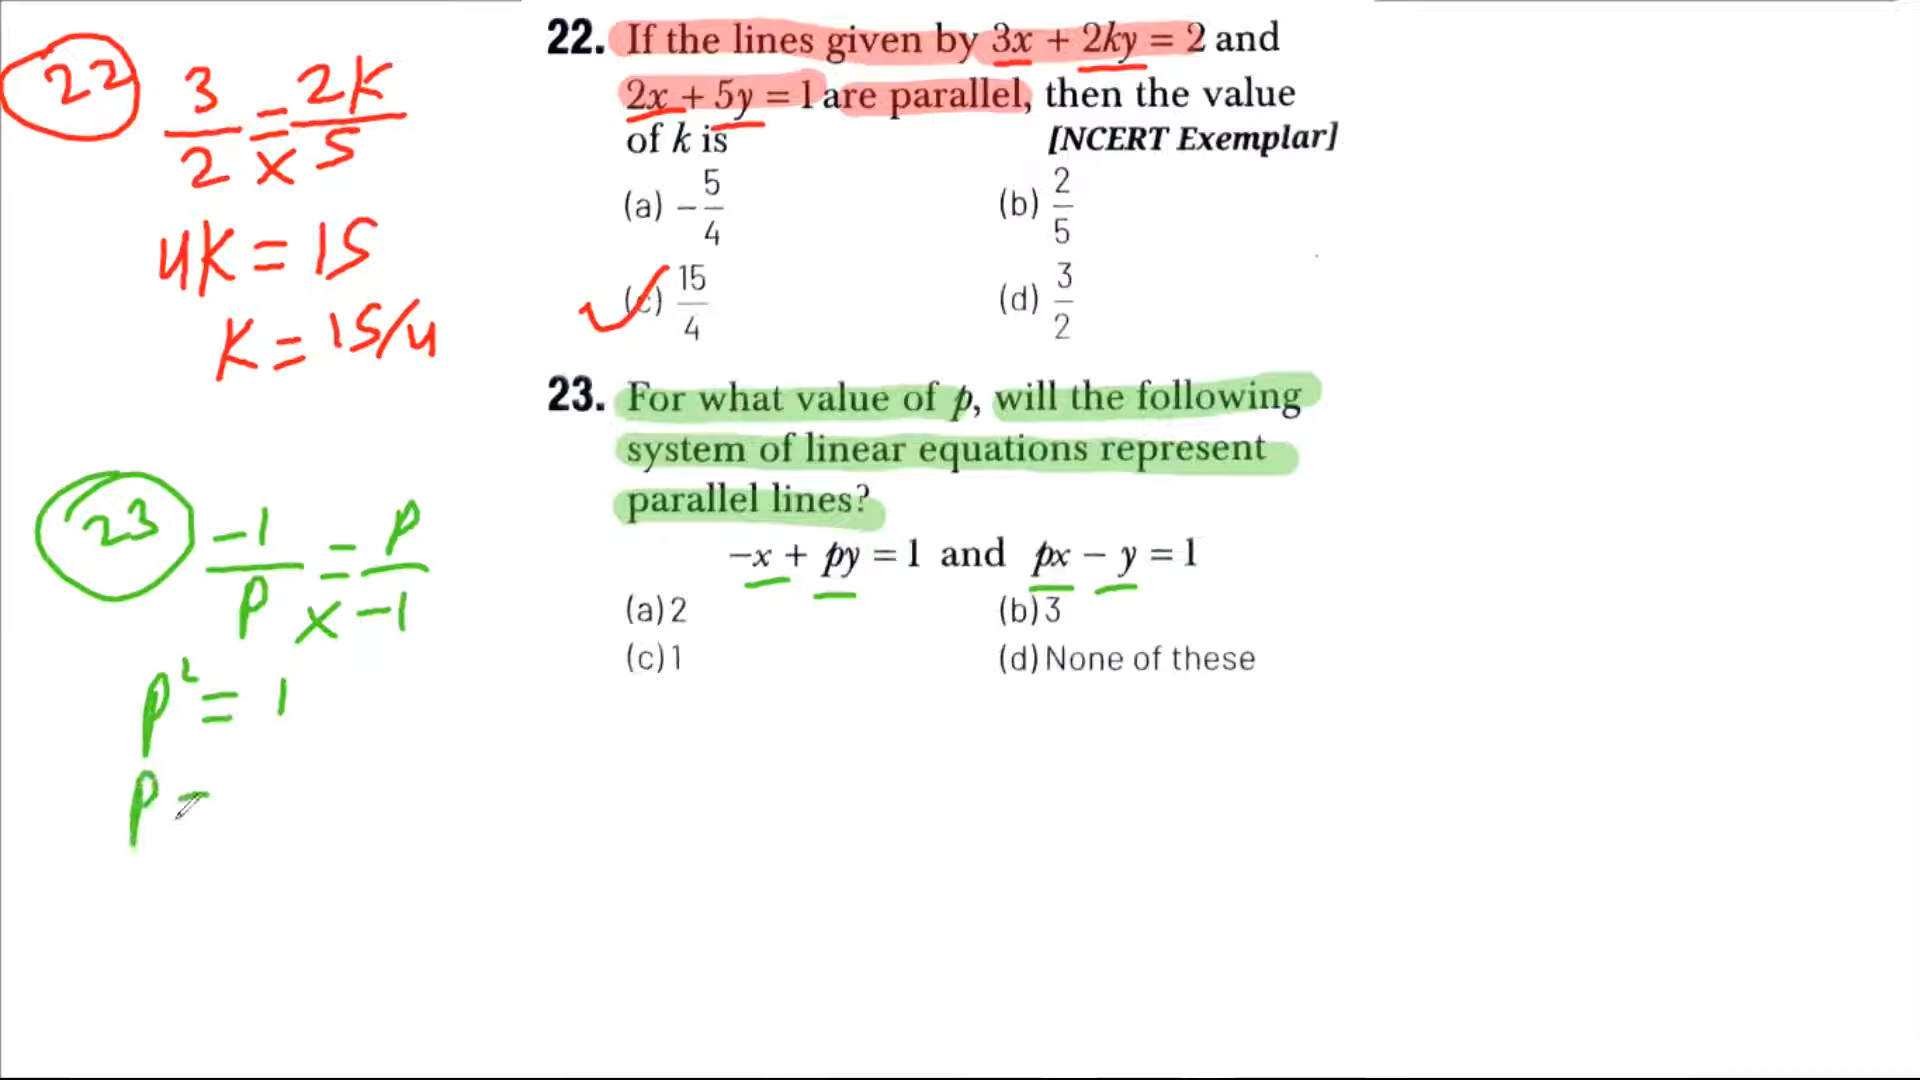 22. If the lines given by 3x + 2ky = 2 and
2x + 5y = 1 are parallel, then the value
of k is [NCERT Exemplar]
(a) -5/4 (b) 2/5
(c) 15/4 (d) 3/2
23. For what value of p, will the following
system of linear equations represent
parallel lines?
-x + py = 1 and px - y = 1
(a) 2 (b) 3
(c) 1 (d) None of these
22
3/2 = 2K/5
x
4K = 15
K = 15/4
23
-1/P = P/-1
x
P² = 1
P -